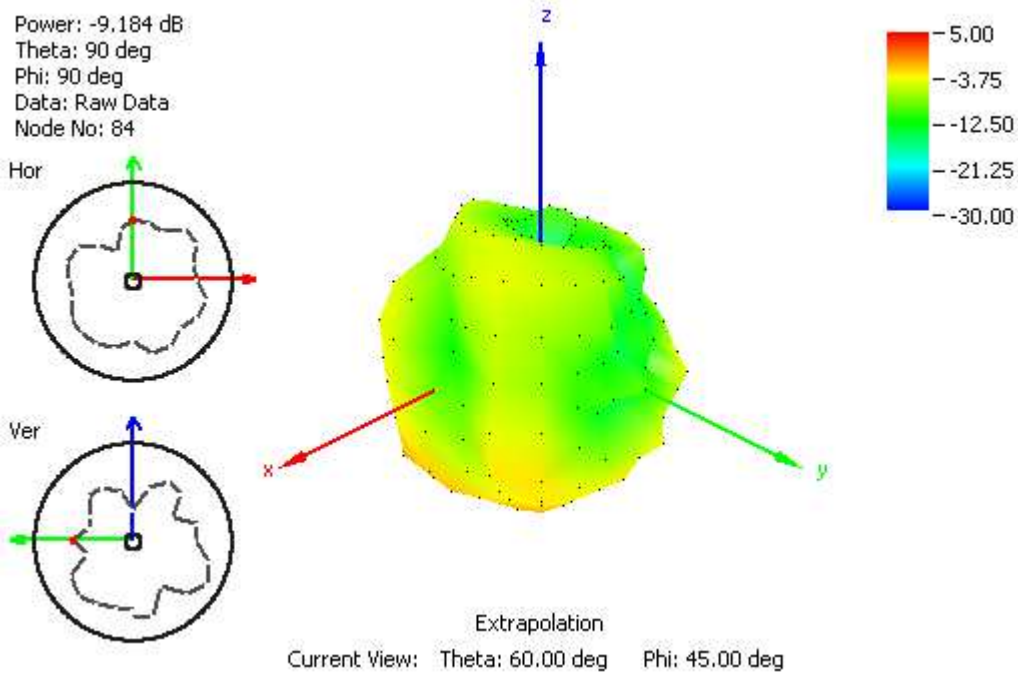 Power: -9.184 dB
Theta: 90 deg
Phi: 90 deg
Data: Raw Data
Node No: 84
Hor
Ver
z
x
y
5.00
-3.75
-12.50
-21.25
-30.00
Extrapolation
Current View: Theta: 60.00 deg Phi: 45.00 deg